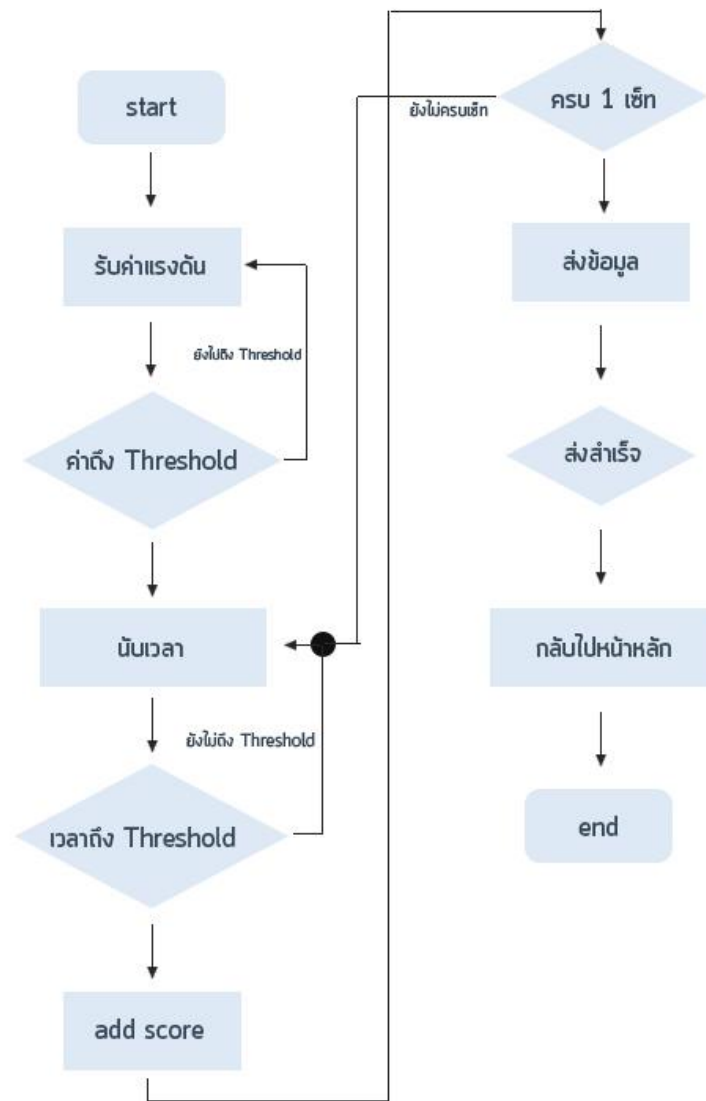 start
รับค่าแรงดัน
ยังไม่ถึง Threshold
ค่าถึง Threshold
นับเวลา
ยังไม่ถึง Threshold
เวลาถึง Threshold
add score
ครบ 1 เซ็ท
ยังไม่ครบเซ็ท
ส่งข้อมูล
ส่งสำเร็จ
กลับไปหน้าหลัก
end